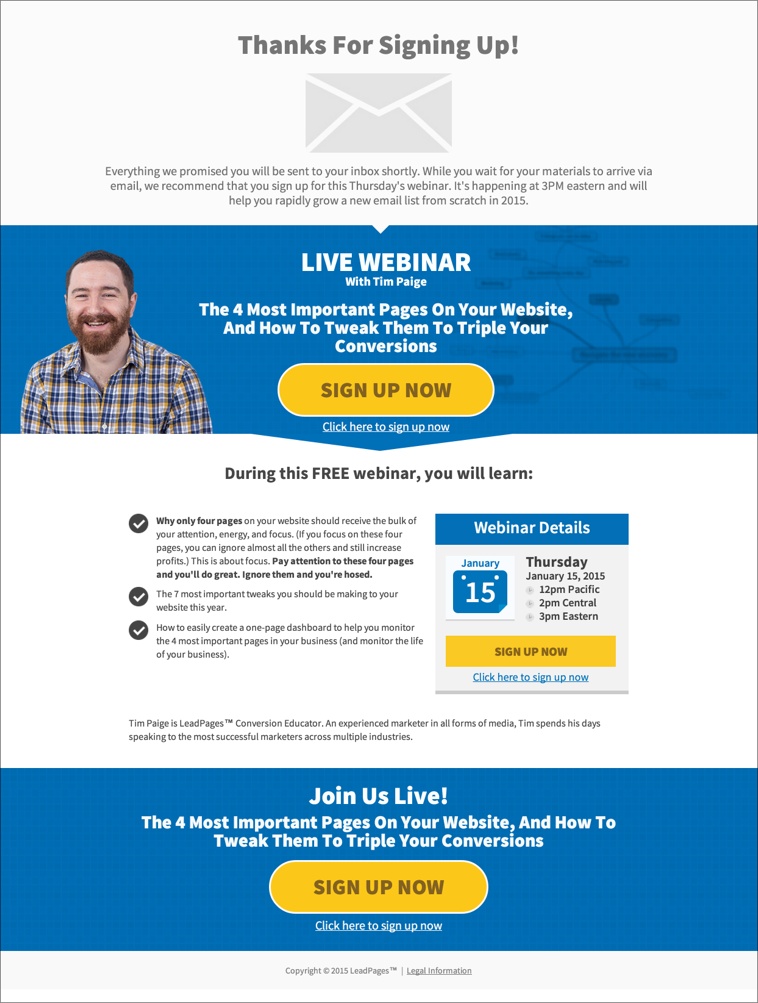 Thanks For Signing Up!
Everything we promised you will be sent to your inbox shortly. While you wait for your materials to arrive via
email, we recommend that you sign up for this Thursday's webinar. It's happening at 3PM eastern and will
help you rapidly grow a new email list from scratch in 2015.
LIVE WEBINAR
With Tim Paige
The 4 Most Important Pages On Your Website,
And How To Tweak Them To Triple Your
Conversions
SIGN UP NOW
Click here to sign up now
During this FREE webinar, you will learn:
Why only four pages on your website should receive the bulk of
your attention, energy, and focus. (If you focus on these four
pages, you can ignore almost all the others and still increase
profits.) This is about focus. Pay attention to these four pages
and you'll do great. Ignore them and you're hosed.
The 7 most important tweaks you should be making to your
website this year.
How to easily create a one-page dashboard to help you monitor
the 4 most important pages in your business (and monitor the life
of your business).
Webinar Details
January
15
Thursday
January 15, 2015
12pm Pacific
2pm Central
3pm Eastern
SIGN UP NOW
Click here to sign up now
Tim Paige is LeadPages™ Conversion Educator. An experienced marketer in all forms of media, Tim spends his days
speaking to the most successful marketers across multiple industries.
Join Us Live!
The 4 Most Important Pages On Your Website, And How To
Tweak Them To Triple Your Conversions
SIGN UP NOW
Click here to sign up now
Copyright © 2015 LeadPages™ | Legal Information